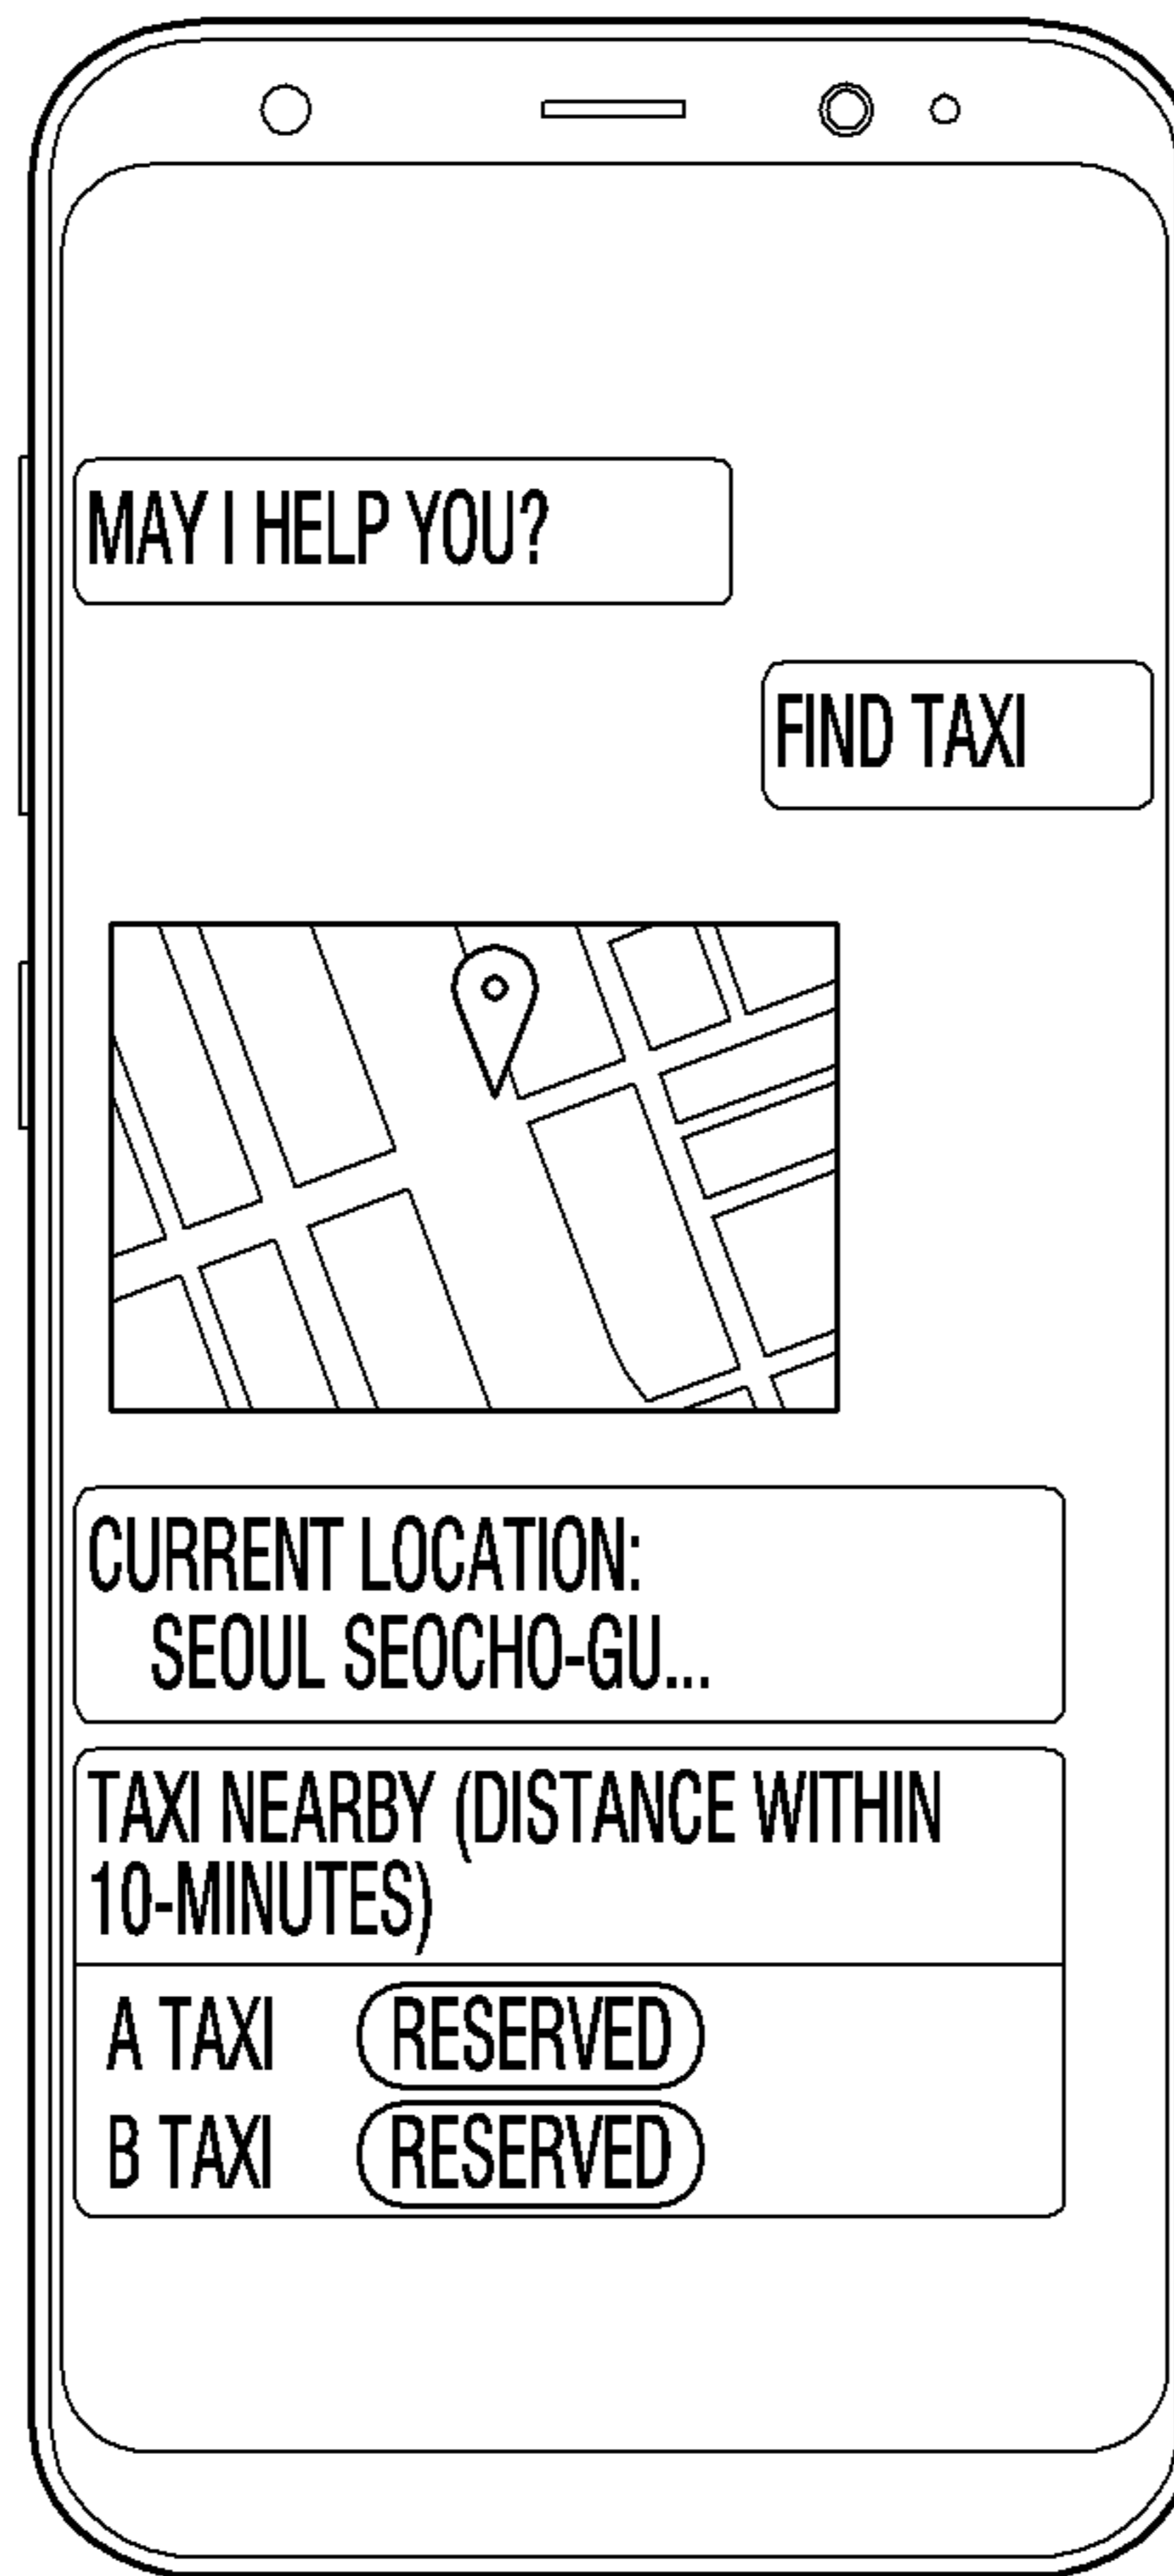 MAY I HELP YOU?
FIND TAXI
CURRENT LOCATION:
SEOUL SEOCHO-GU...
TAXI NEARBY (DISTANCE WITHIN
10-MINUTES)
A TAXI RESERVED
B TAXI RESERVED